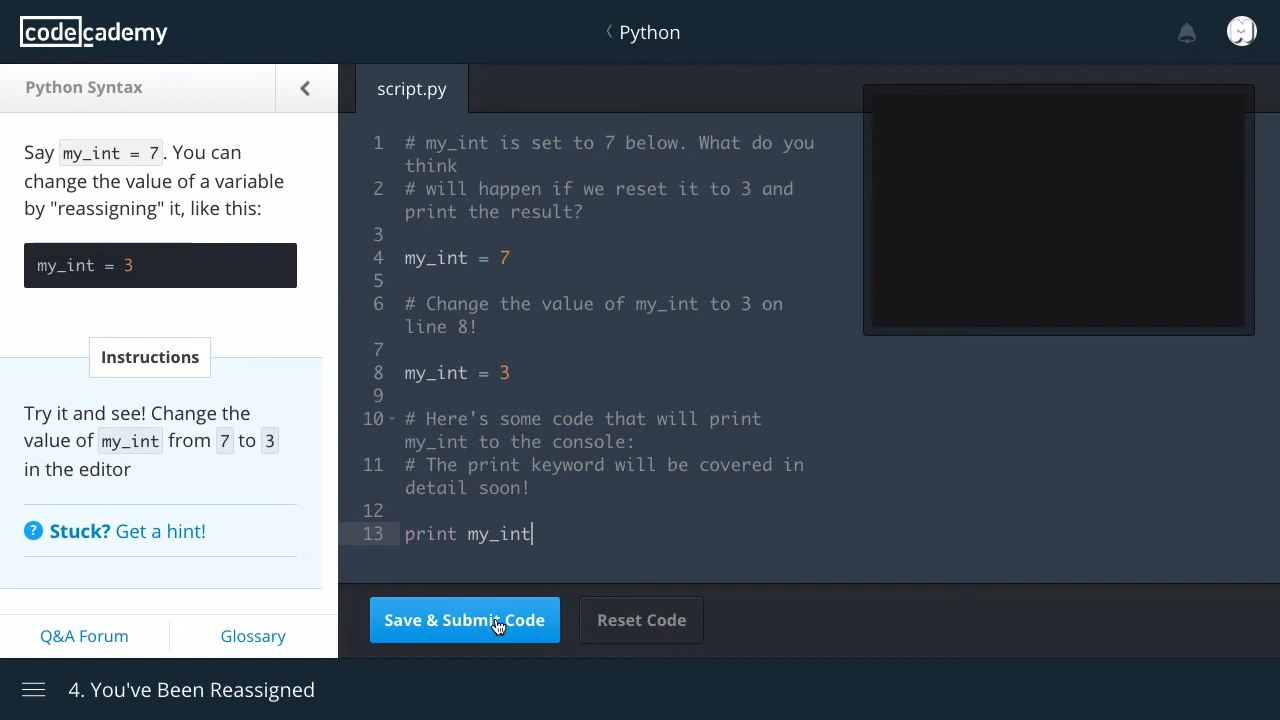 codecademy
Python
Python Syntax
script.py
Say my_int = 7. You can
change the value of a variable
by "reassigning" it, like this:
my_int = 3
Instructions
Try it and see! Change the
value of my_int from 7 to 3
in the editor
? Stuck? Get a hint!
Q&A Forum
Glossary
1 # my_int is set to 7 below. What do you
think
2 # will happen if we reset it to 3 and
print the result?
3
4 my_int = 7
5
6 # Change the value of my_int to 3 on
line 8!
7
8 my_int = 3
9
10 # Here's some code that will print
my_int to the console:
11 # The print keyword will be covered in
detail soon!
12
13 print my_int
Save & Submit Code
Reset Code
4. You've Been Reassigned